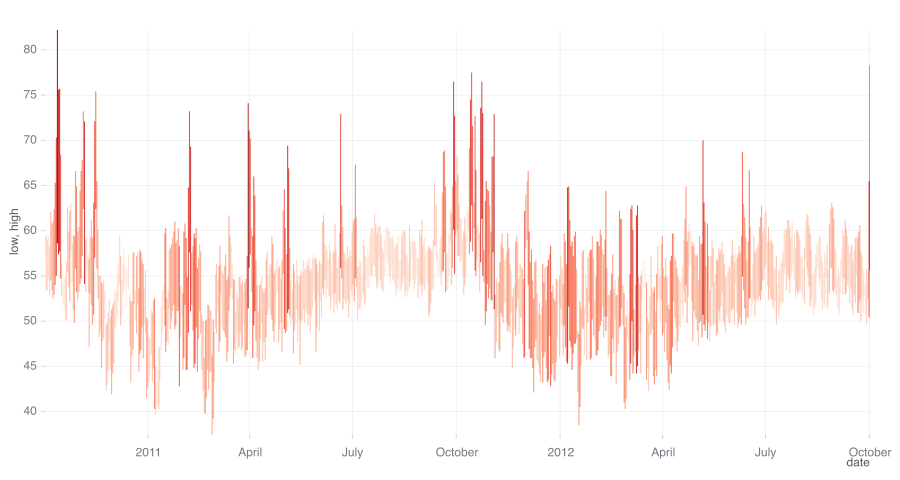 80
75
70
65
60
55
50
45
40
low, high
2011
April
July
October
2012
April
July
October
date